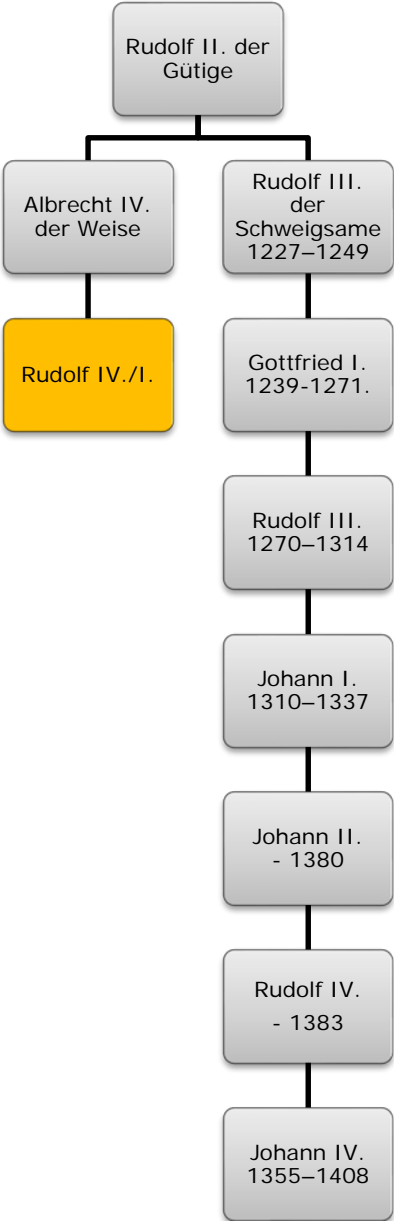 Rudolf II. der
Gütige
Albrecht IV.
der Weise
Rudolf III.
der
Schweigsame
1227–1249
Rudolf IV./I.
Gottfried I.
1239-1271.
Rudolf III.
1270–1314
Johann I.
1310–1337
Johann II.
- 1380
Rudolf IV.
- 1383
Johann IV.
1355–1408